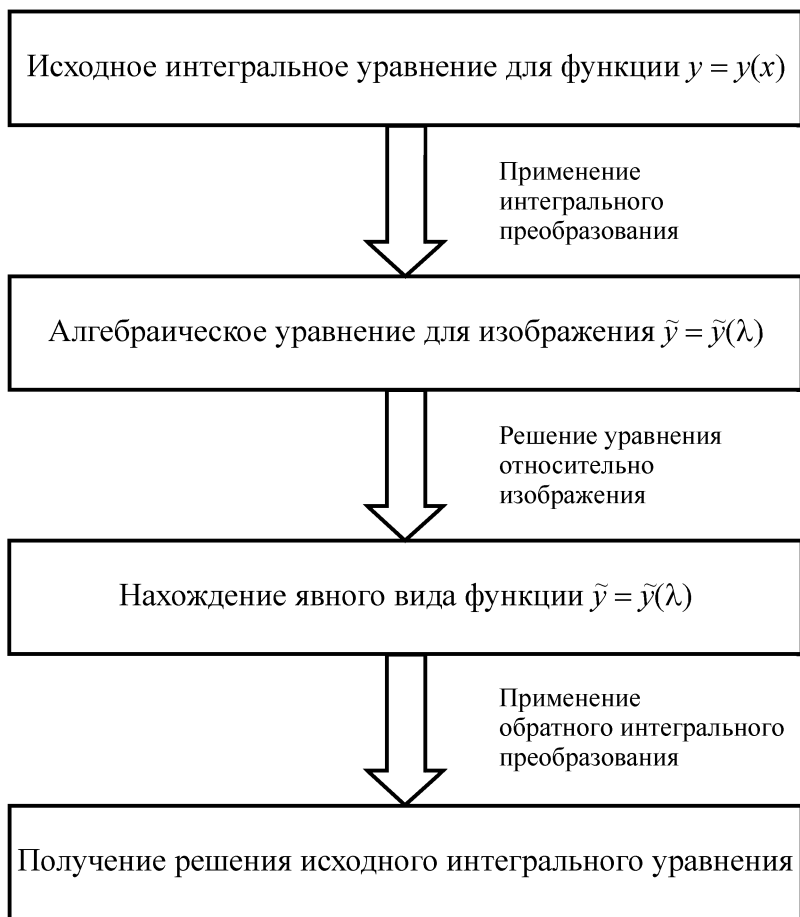 Исходное интегральное уравнение для функции y = y(x)
Применение
интегрального
преобразования
Алгебраическое уравнение для изображения ỹ = ỹ(λ)
Решение уравнения
относительно
изображения
Нахождение явного вида функции ỹ = ỹ(λ)
Применение
обратного интегрального
преобразования
Получение решения исходного интегрального уравнения